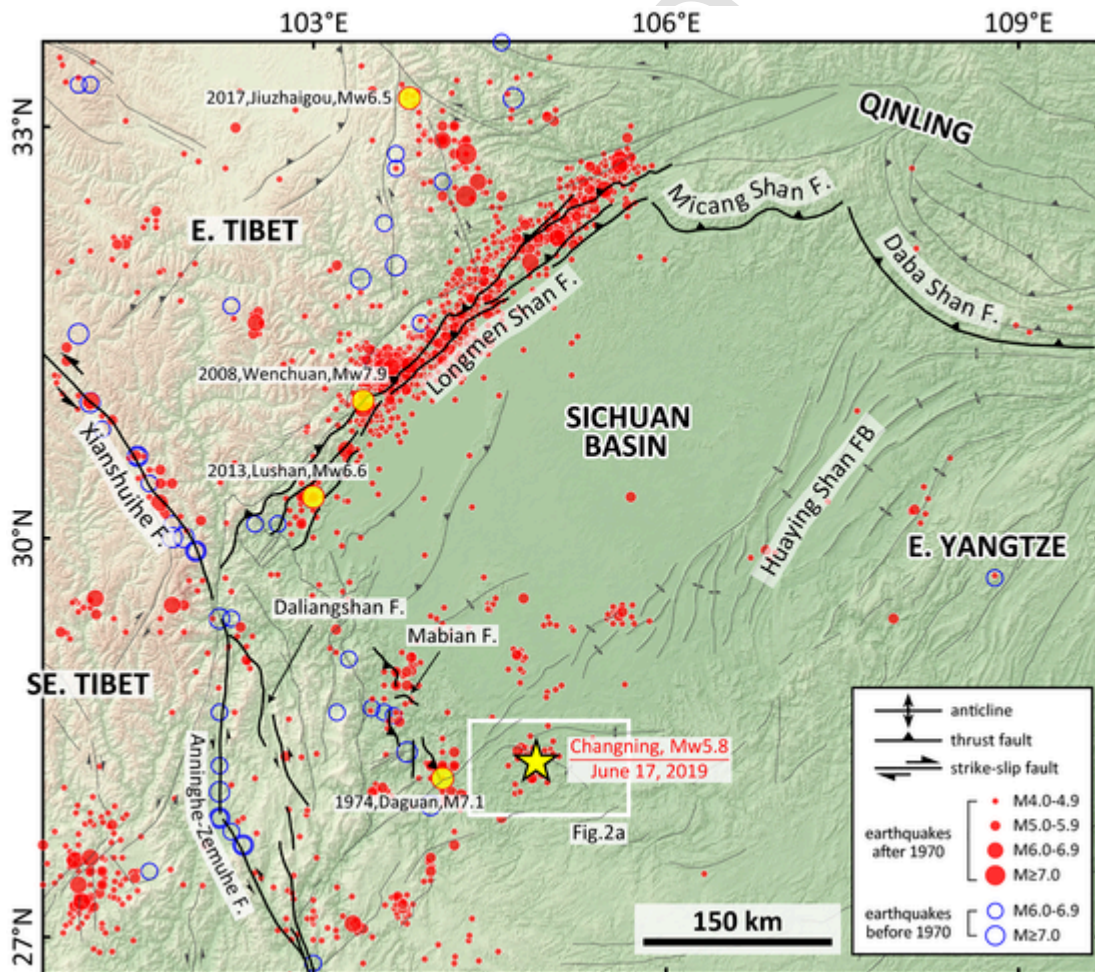 103°E
106°E
109°E
33°N
30°N
27°N
2017,Jiuzhaigou,Mw6.5
QINLING
Micang Shan F.
E. TIBET
Daba Shan F.
Longmen Shan F.
2008,Wenchuan,Mw7.9
SICHUAN
BASIN
Xianshuihe F.
2013,Lushan,Mw6.6
Huaying Shan FB
E. YANGTZE
Daliangshan F.
Mabian F.
SE. TIBET
Anninghe-Zemuhe F.
Changning, Mw5.8
June 17, 2019
1974,Daguan,M7.1
Fig.2a
150 km
anticline
thrust fault
strike-slip fault
earthquakes
after 1970
M4.0-4.9
M5.0-5.9
M6.0-6.9
M≥7.0
earthquakes
before 1970
M6.0-6.9
M≥7.0